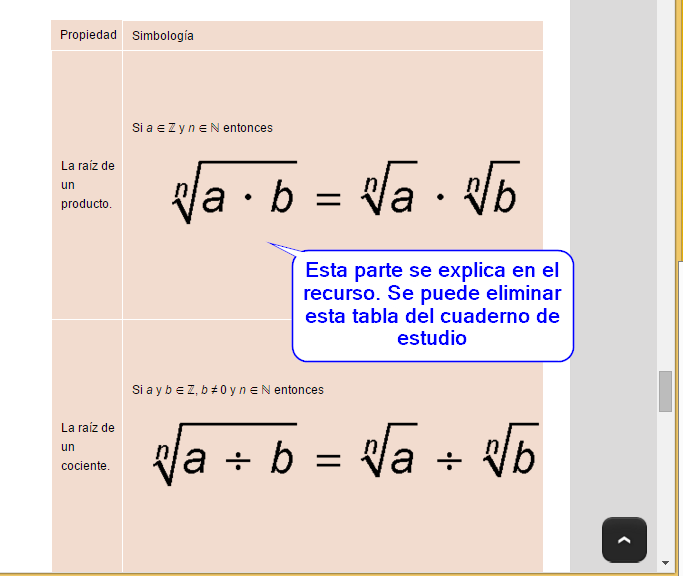 Propiedad Simbología
Si a ∈ ℤ y n ∈ ℕ entonces
La raíz de
un
producto.
ⁿ√(a · b) = ⁿ√a · ⁿ√b
Esta parte se explica en el
recurso. Se puede eliminar
esta tabla del cuaderno de
estudio
Si a y b ∈ ℤ, b ≠ 0 y n ∈ ℕ entonces
La raíz de
un
cociente.
ⁿ√(a ÷ b) = ⁿ√a ÷ ⁿ√b